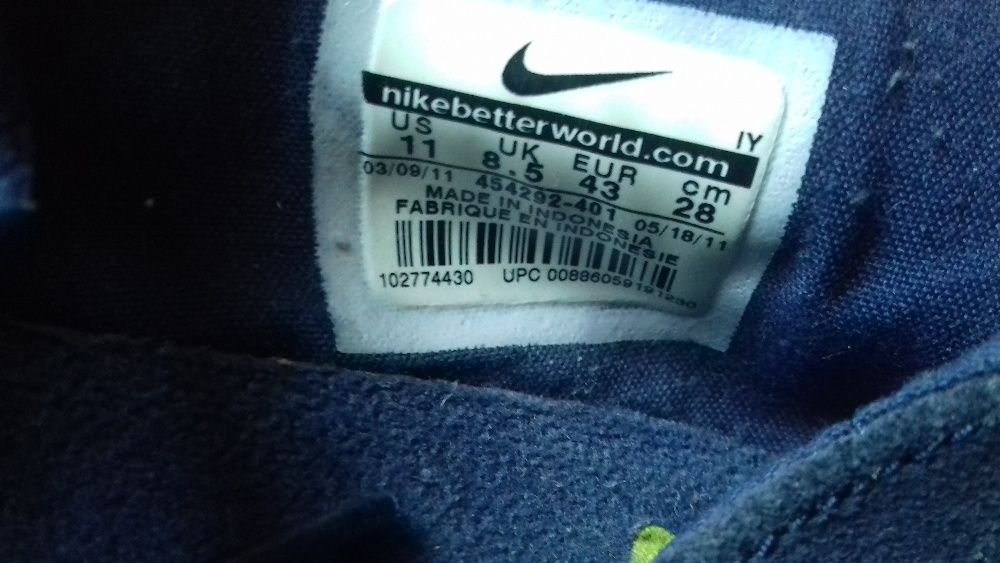 nikebetterworld.com
IY
US UK EUR cm
11 8.5 43 28
03/09/11 454292-401 05/18/11
MADE IN INDONESIA
FABRIQUE EN INDONESIE
102774430 UPC 00886059191230